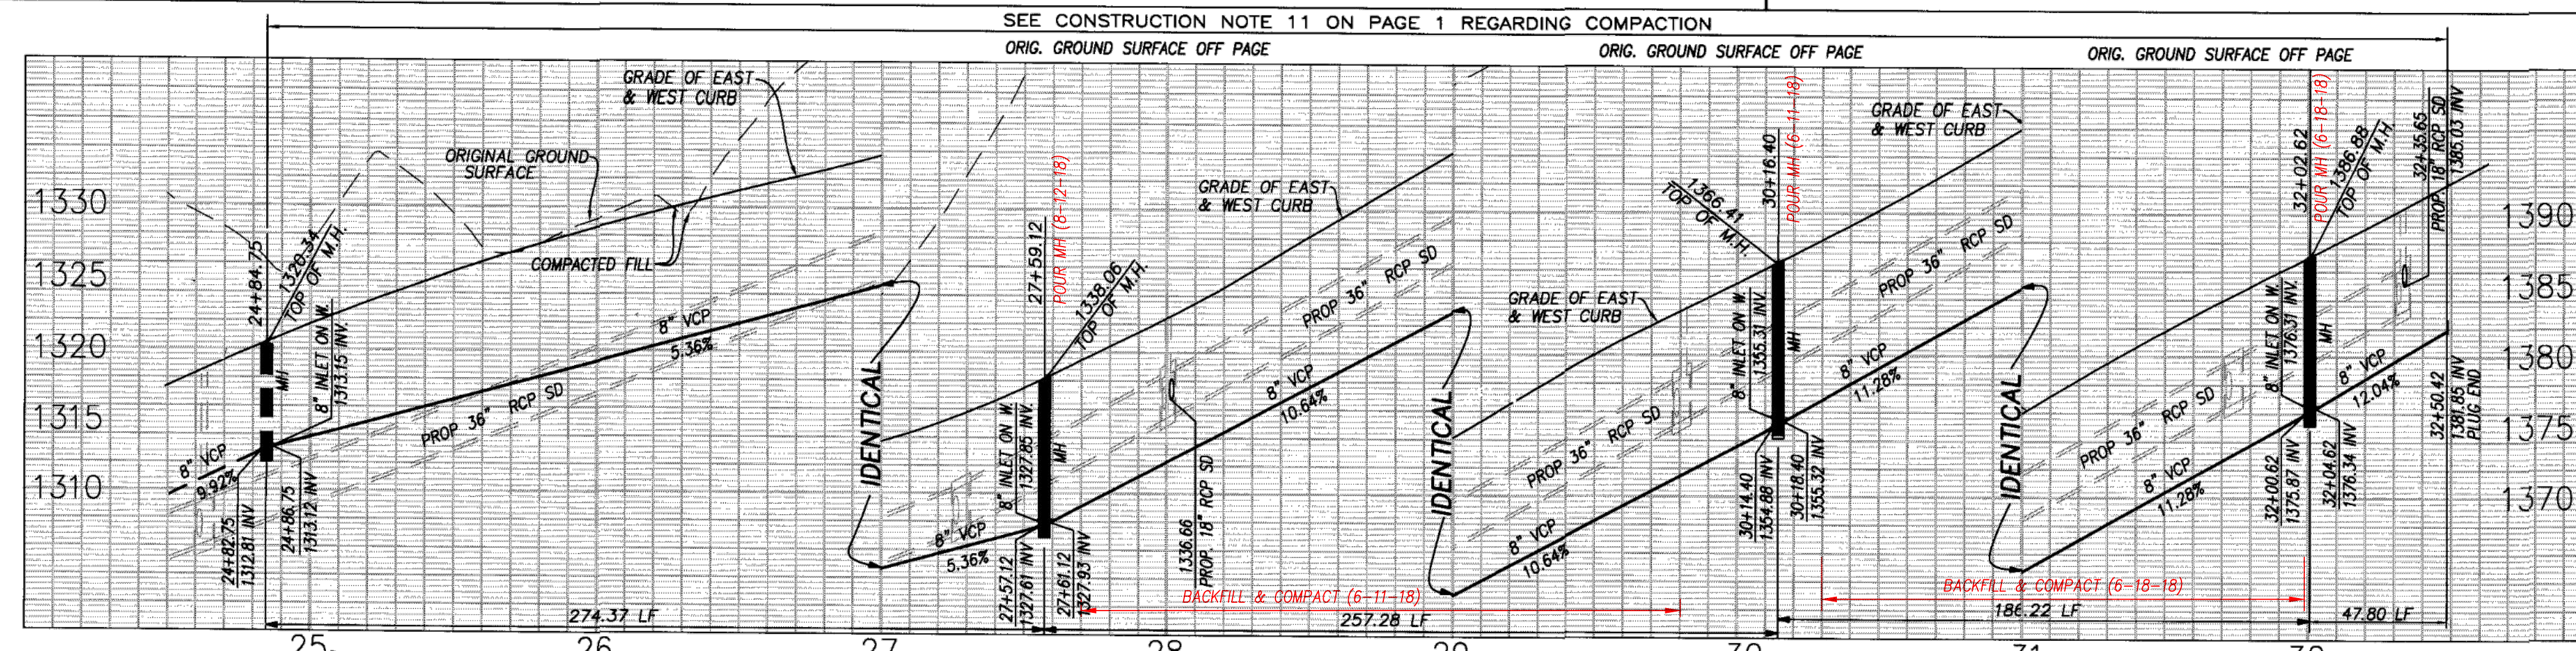 SEE CONSTRUCTION NOTE 11 ON PAGE 1 REGARDING COMPACTION
ORIG. GROUND SURFACE OFF PAGE
ORIG. GROUND SURFACE OFF PAGE
ORIG. GROUND SURFACE OFF PAGE
1330
1325
1320
1315
1310
8" VCP
9.92%
24+82.75
1312.81 INV.
24+84.75
1320.34
TOP OF M.H.
MH
8" INLET ON W.
1313.15 INV.
24+86.75
1313.12 INV
ORIGINAL GROUND
SURFACE
GRADE OF EAST
& WEST CURB
COMPACTED FILL
8" VCP
5.36%
PROP 36" RCP SD
274.37 LF
IDENTICAL
8" VCP
5.36%
8" INLET ON W.
1327.85 INV.
27+59.12
POUR MH (8-12-18)
1338.06
TOP OF M.H.
MH
27+57.12
1327.61 INV
27+61.12
1327.93 INV
GRADE OF EAST
& WEST CURB
PROP 36" RCP SD
8" VCP
10.64%
1336.66
PROP. 18" RCP SD
BACKFILL & COMPACT (6-11-18)
257.28 LF
IDENTICAL
GRADE OF EAST
& WEST CURB
PROP 36" RCP SD
8" VCP
10.64%
1366.41
TOP OF M.H.
30+16.40
POUR MH (6-11-18)
8" INLET ON W.
1355.31 INV.
MH
30+14.40
1354.88 INV
30+18.40
1355.32 INV
GRADE OF EAST
& WEST CURB
PROP 36" RCP SD
8" VCP
11.28%
IDENTICAL
PROP 36" RCP SD
8" VCP
11.28%
BACKFILL & COMPACT (6-18-18)
186.22 LF
32+02.62
POUR MH (6-18-18)
1386.88
TOP OF M.H.
8" INLET ON W.
1376.31 INV.
MH
32+00.62
1375.87 INV
32+04.62
1376.34 INV
32+35.65
PROP 18" RCP SD
1385.03 INV
8" VCP
12.04%
32+50.42
1381.85 INV
PLUG END
47.80 LF
1390
1385
1380
1375
1370
25
26
27
28